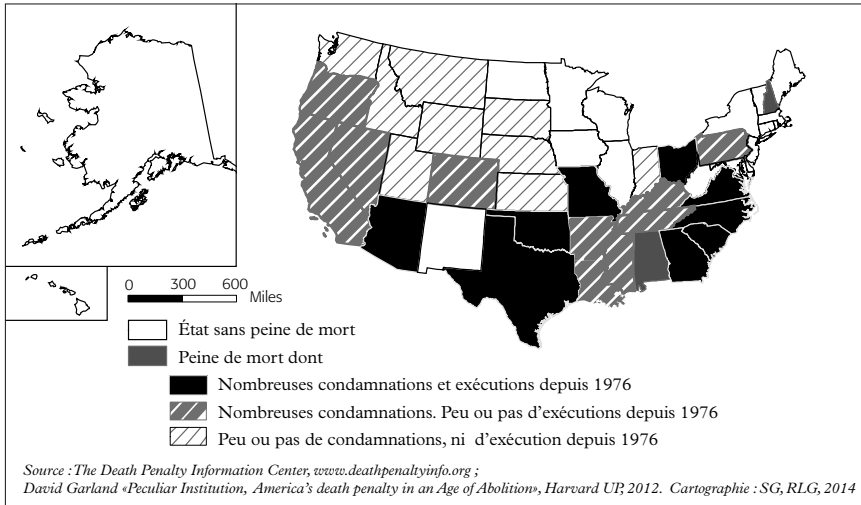 0 300 600
Miles
État sans peine de mort
Peine de mort dont
Nombreuses condamnations et exécutions depuis 1976
Nombreuses condamnations. Peu ou pas d'exécutions depuis 1976
Peu ou pas de condamnations, ni d'exécution depuis 1976
Source : The Death Penalty Information Center, www.deathpenaltyinfo.org ;
David Garland «Peculiar Institution, America's death penalty in an Age of Abolition», Harvard UP, 2012. Cartographie : SG, RLG, 2014